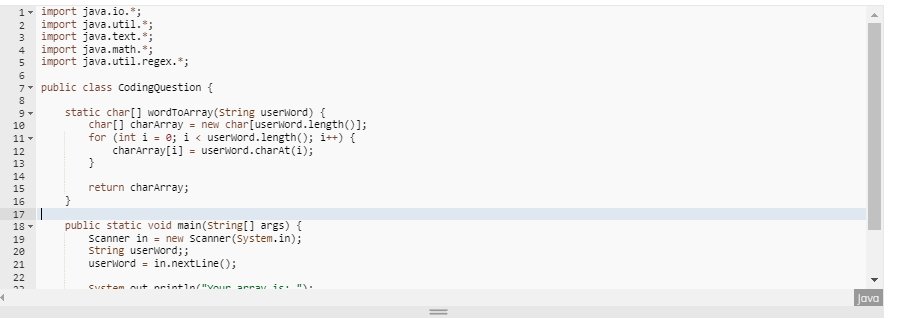 1 import java.io.*;
2 import java.util.*;
3 import java.text.*;
4 import java.math.*;
5 import java.util.regex.*;
6
7 public class CodingQuestion {
8
9 static char[] wordToArray(String userWord) {
10 char[] charArray = new char[userWord.length()];
11 for (int i = 0; i < userWord.length(); i++) {
12 charArray[i] = userWord.charAt(i);
13 }
14
15 return charArray;
16 }
17
18 public static void main(String[] args) {
19 Scanner in = new Scanner(System.in);
20 String userWord;;
21 userWord = in.nextLine();
22
23 System.out.println("Your array is: ");
Java